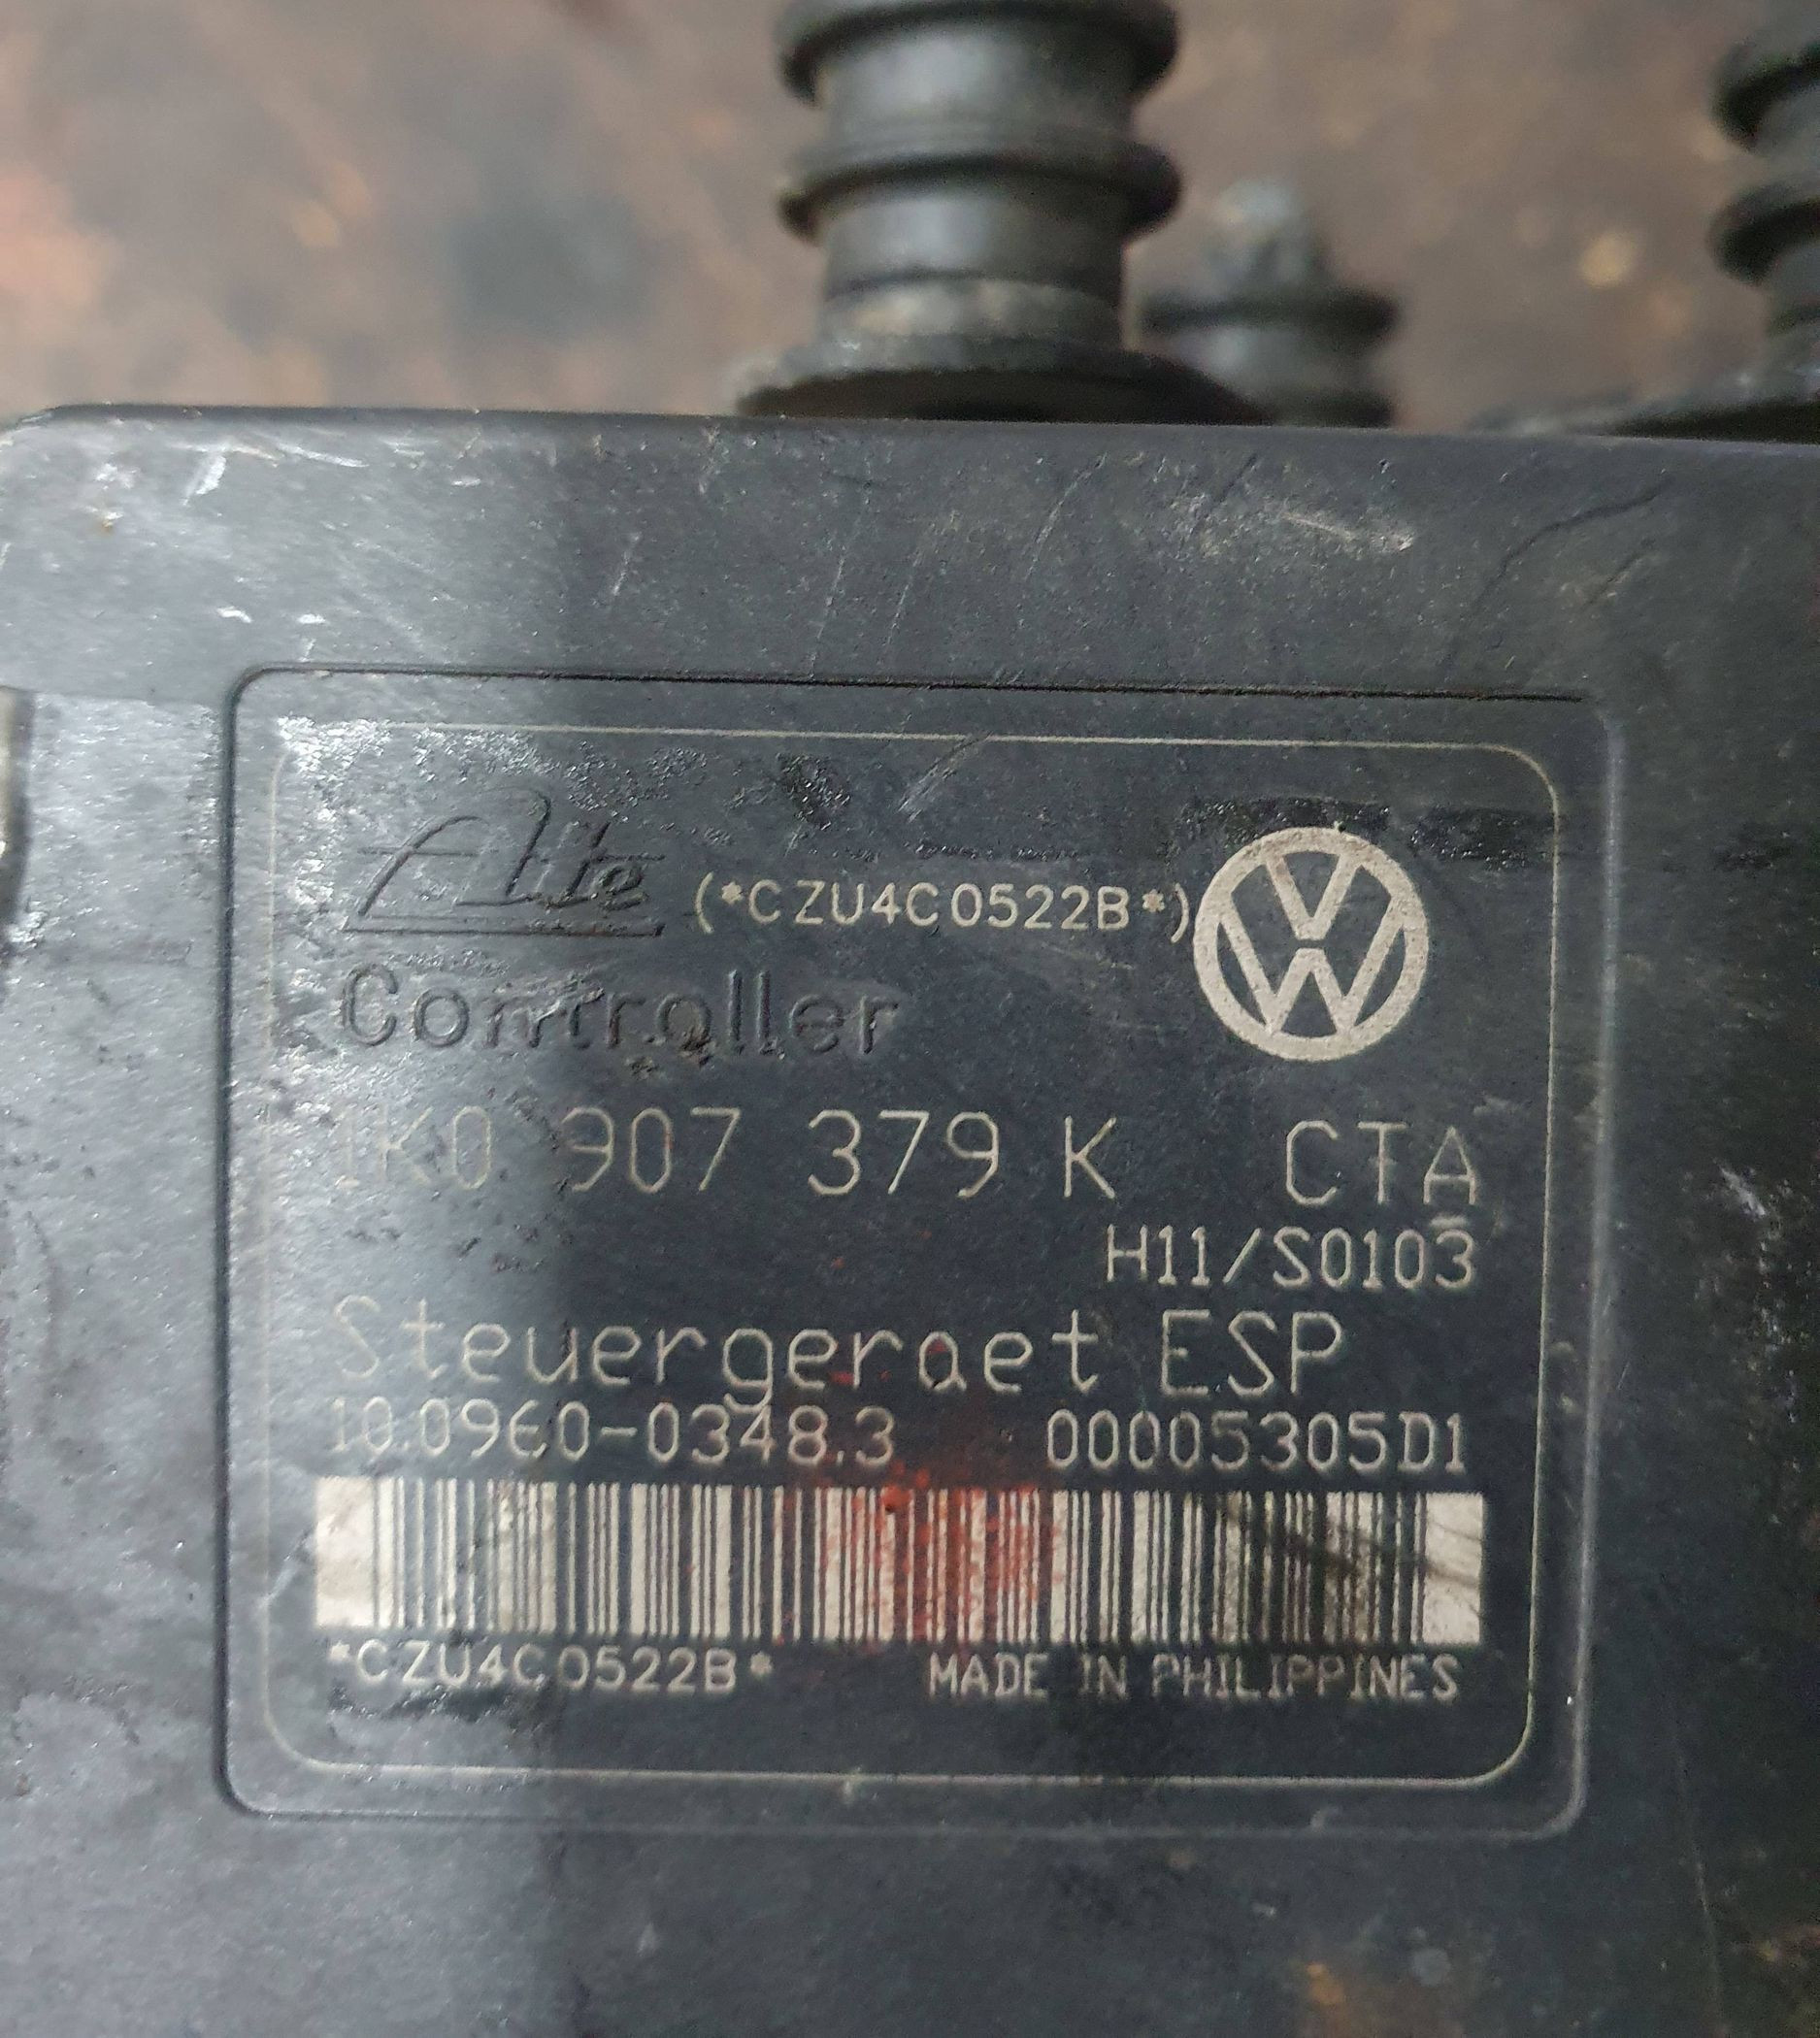 Ate (*CZU4C0522B*)
Controller
1K0 907 379 K CTA
H11/S0103
Steuergeraet ESP
10.0960-0348.3 00005305D1
*CZU4C0522B* MADE IN PHILIPPINES